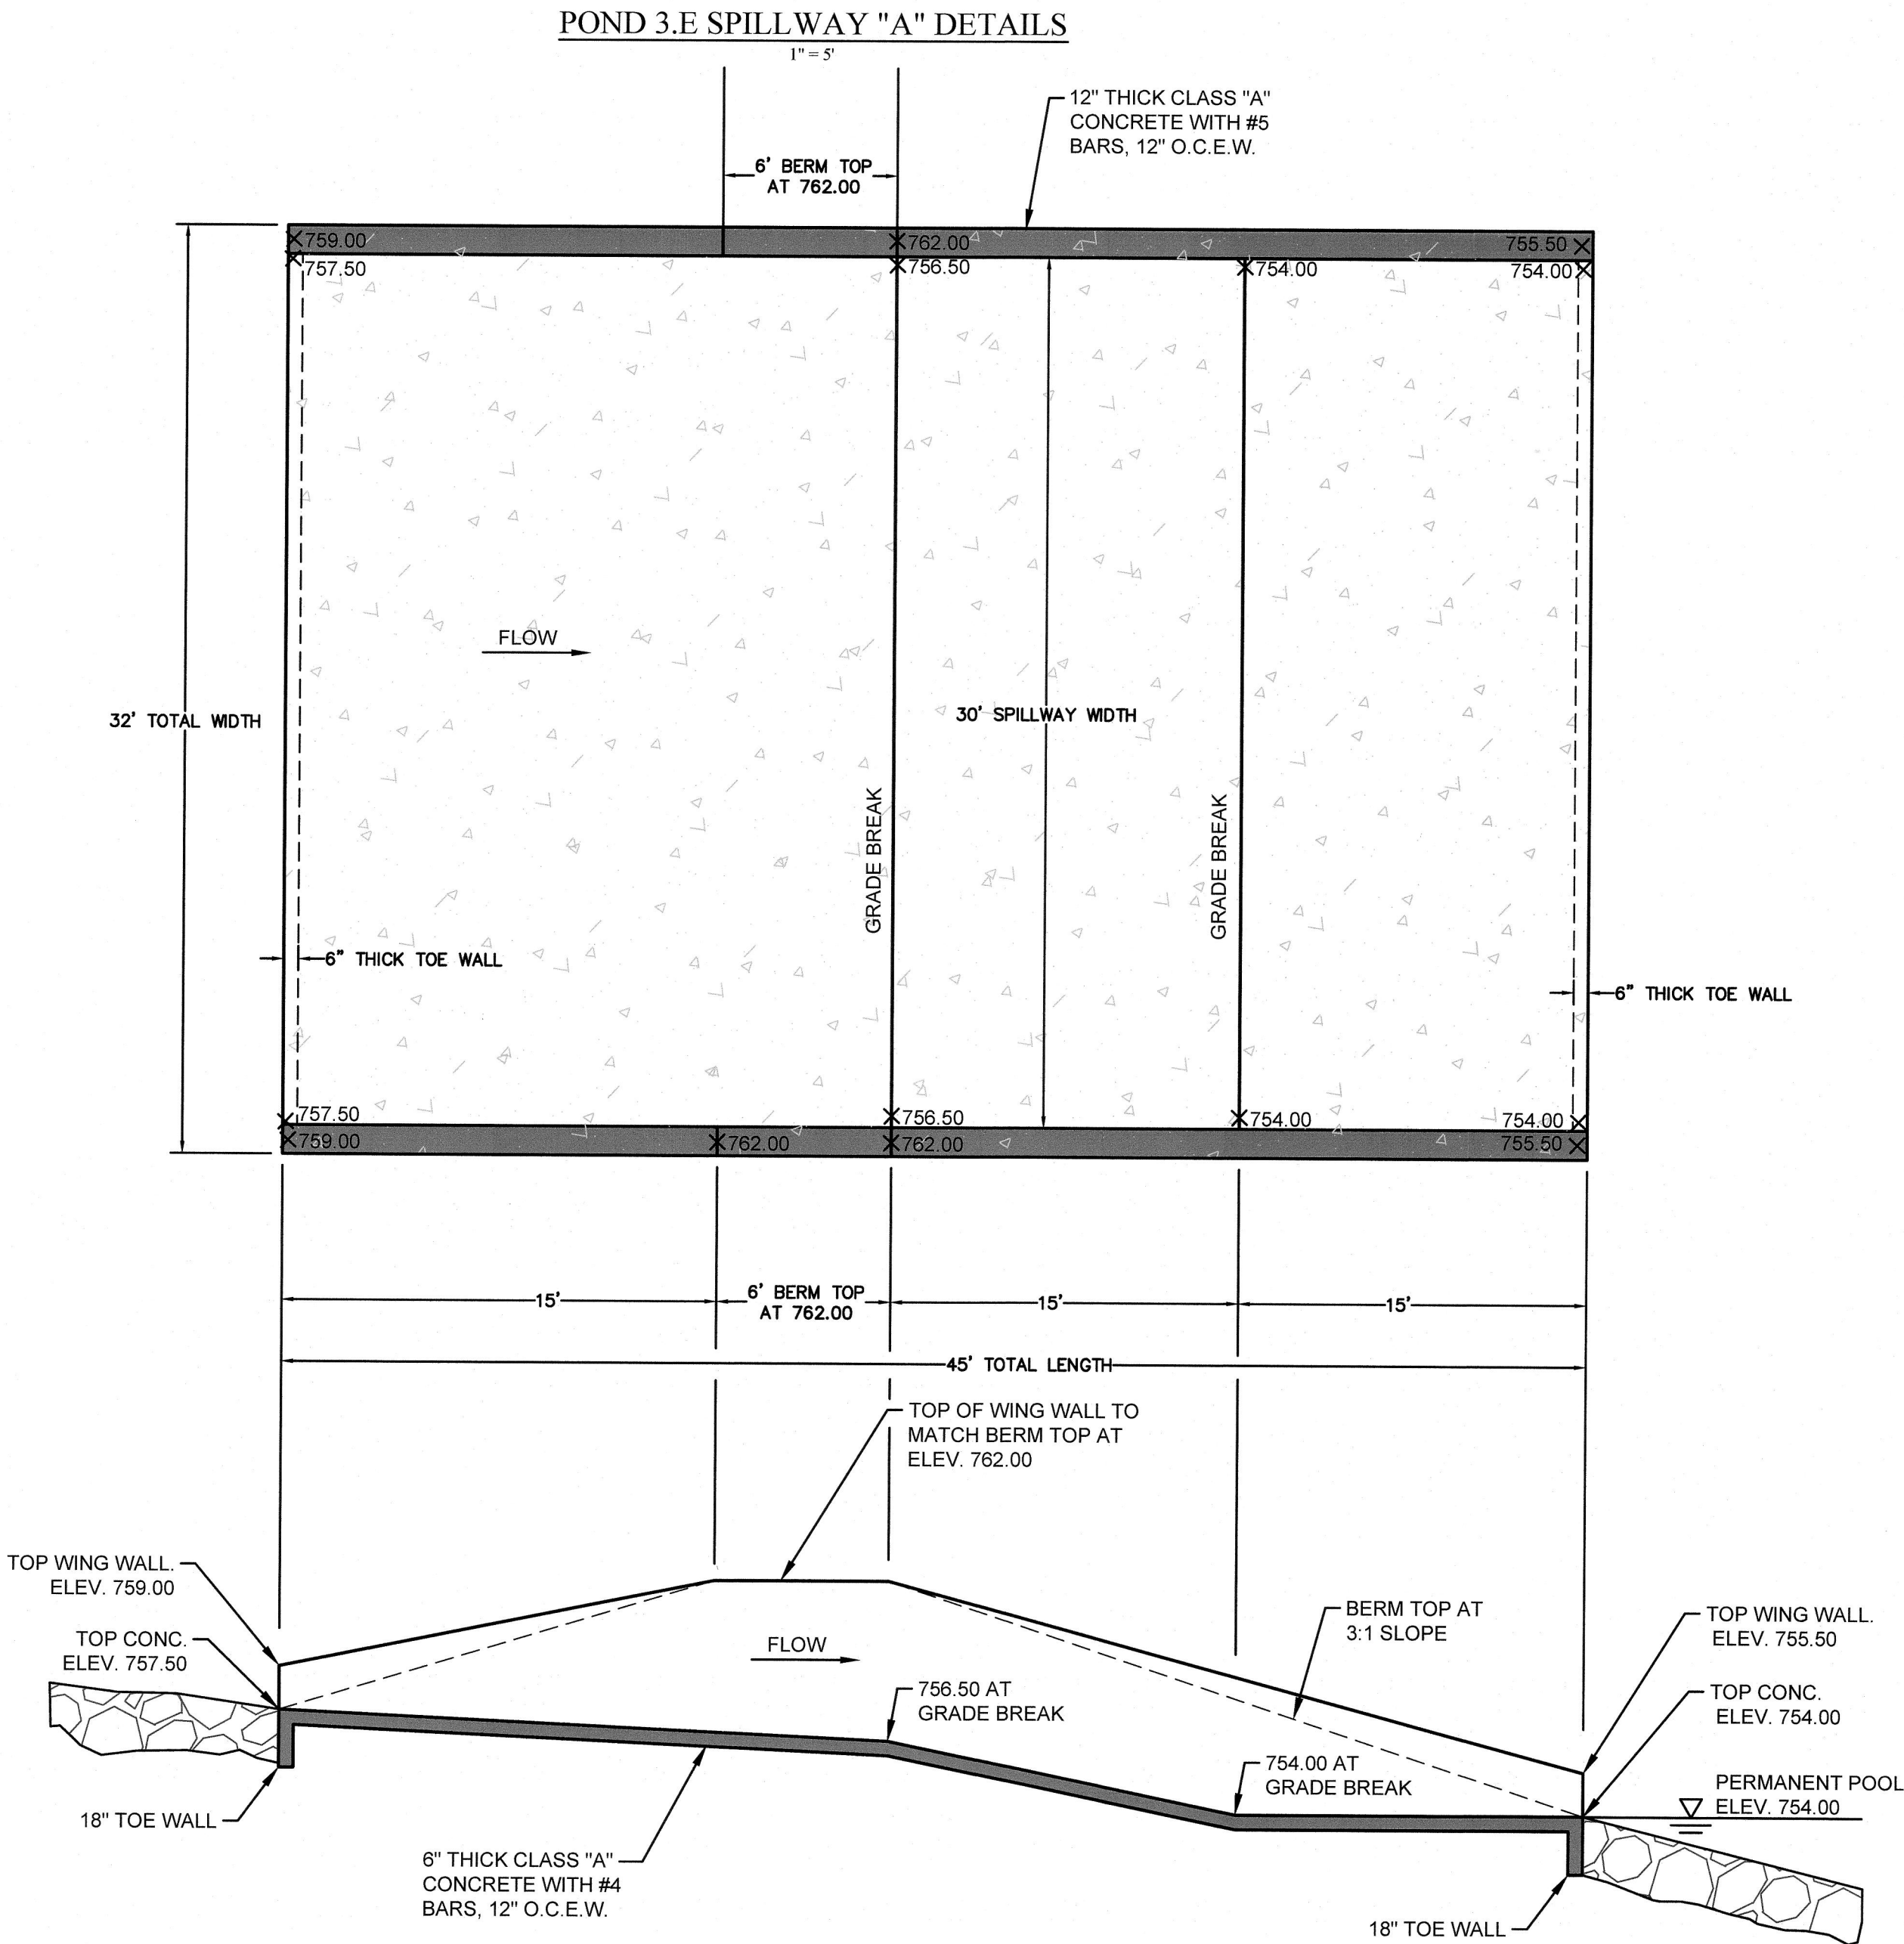 POND 3.E SPILLWAY "A" DETAILS
1" = 5'
12" THICK CLASS "A"
CONCRETE WITH #5
BARS, 12" O.C.E.W.
6' BERM TOP
AT 762.00
759.00
762.00
755.50
757.50
756.50
754.00
754.00
FLOW
32' TOTAL WIDTH
30' SPILLWAY WIDTH
GRADE BREAK
GRADE BREAK
6" THICK TOE WALL
6" THICK TOE WALL
757.50
756.50
754.00
754.00
759.00
762.00
762.00
755.50
15'
6' BERM TOP
AT 762.00
15'
15'
45' TOTAL LENGTH
TOP OF WING WALL TO
MATCH BERM TOP AT
ELEV. 762.00
TOP WING WALL.
ELEV. 759.00
TOP CONC.
ELEV. 757.50
FLOW
BERM TOP AT
3:1 SLOPE
TOP WING WALL.
ELEV. 755.50
756.50 AT
GRADE BREAK
TOP CONC.
ELEV. 754.00
754.00 AT
GRADE BREAK
PERMANENT POOL
ELEV. 754.00
18" TOE WALL
6" THICK CLASS "A"
CONCRETE WITH #4
BARS, 12" O.C.E.W.
18" TOE WALL